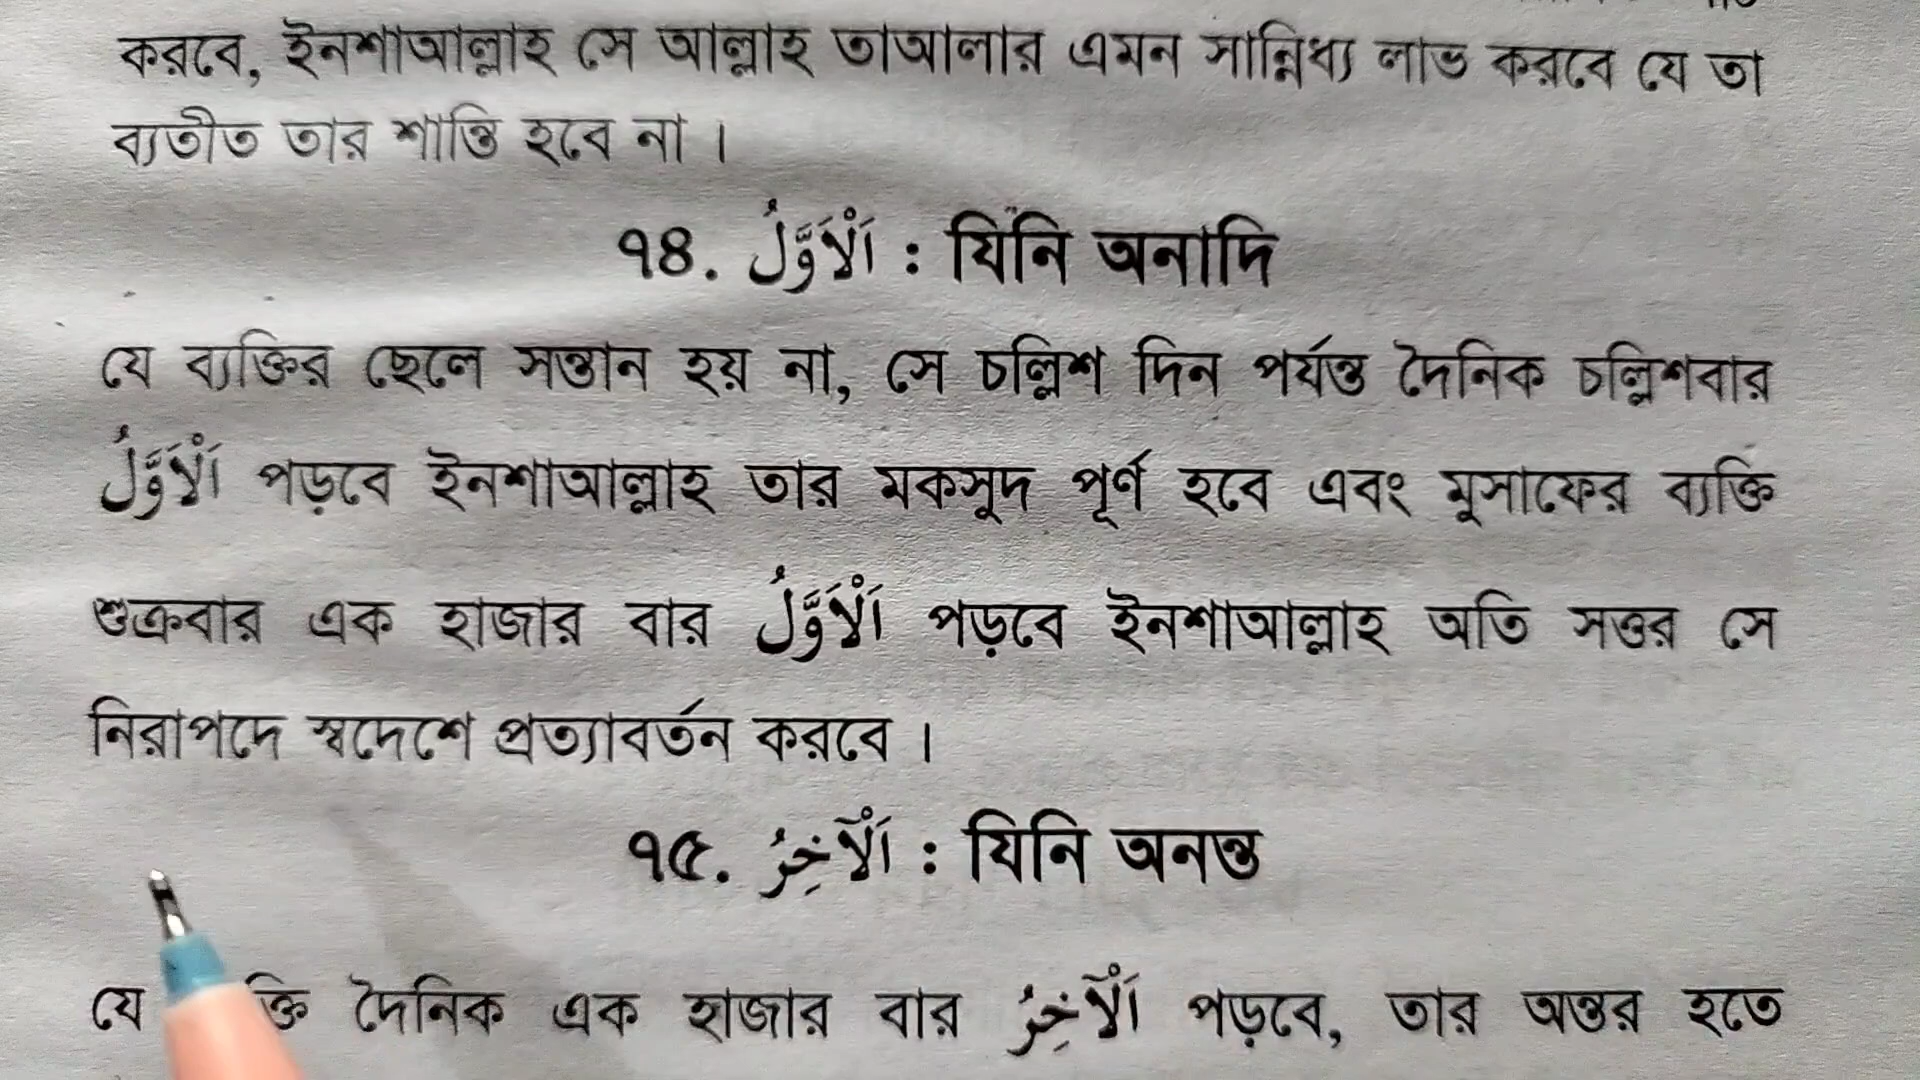 করবে, ইনশাআল্লাহ সে আল্লাহ তাআলার এমন সান্নিধ্য লাভ করবে যে তা
ব্যতীত তার শান্তি হবে না ।
৭৪. اَلْاَوَّلُ : যিনি অনাদি
যে ব্যক্তির ছেলে সন্তান হয় না, সে চল্লিশ দিন পর্যন্ত দৈনিক চল্লিশবার
اَلْاَوَّلُ পড়বে ইনশাআল্লাহ তার মকসুদ পূর্ণ হবে এবং মুসাফের ব্যক্তি
শুক্রবার এক হাজার বার اَلْاَوَّلُ পড়বে ইনশাআল্লাহ অতি সত্তর সে
নিরাপদে স্বদেশে প্রত্যাবর্তন করবে ।
৭৫. اَلْاٰخِرُ : যিনি অনন্ত
যে দৈনিক এক হাজার বার اَلْاٰخِرُ পড়বে, তার অন্তর হতে